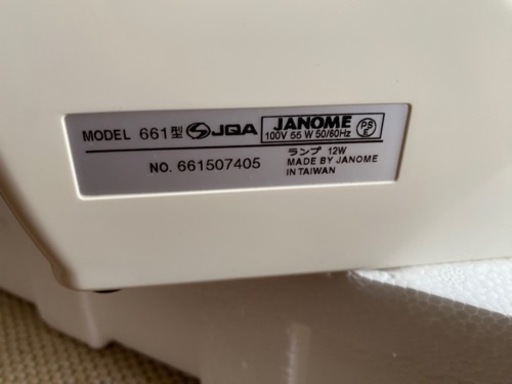 MODEL 661型 JQA JANOME PSE
100V 55 W 50/60Hz
ランプ 12W
NO. 661507405 MADE BY JANOME
IN TAIWAN